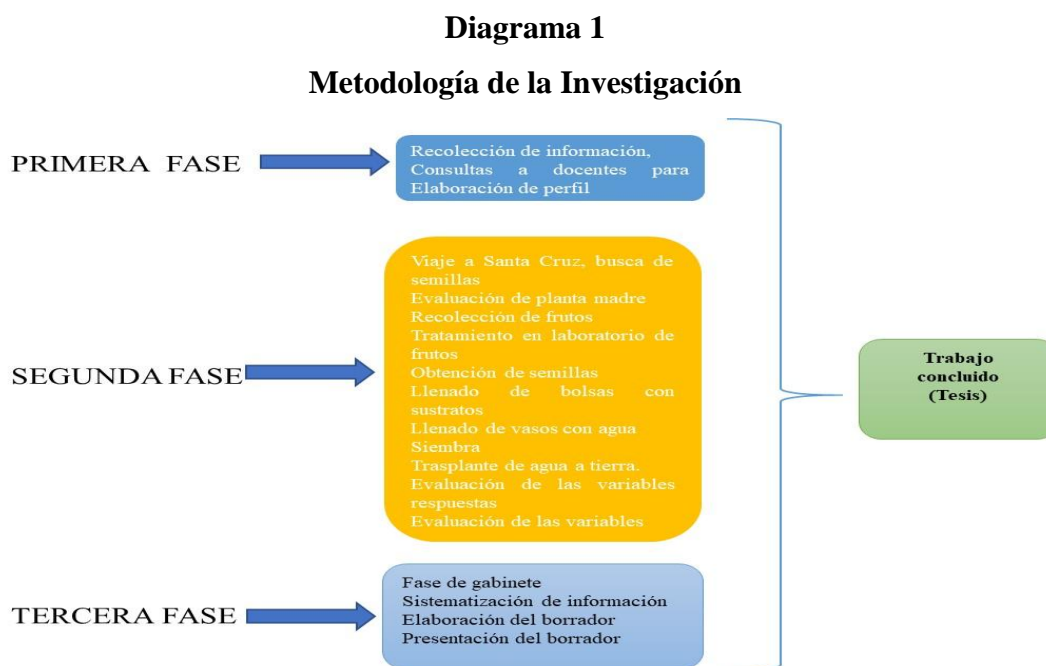 Diagrama 1
Metodología de la Investigación
PRIMERA FASE
Recolección de información,
Consultas a docentes para
Elaboración de perfil
SEGUNDA FASE
Viaje a Santa Cruz, busca de
semillas
Evaluación de planta madre
Recolección de frutos
Tratamiento en laboratorio de
frutos
Obtención de semillas
Llenado de bolsas con
sustratos
Llenado de vasos con agua
Siembra
Trasplante de agua a tierra.
Evaluación de las variables
respuestas
Evaluación de las variables
TERCERA FASE
Fase de gabinete
Sistematización de información
Elaboración del borrador
Presentación del borrador
Trabajo
concluido
(Tesis)